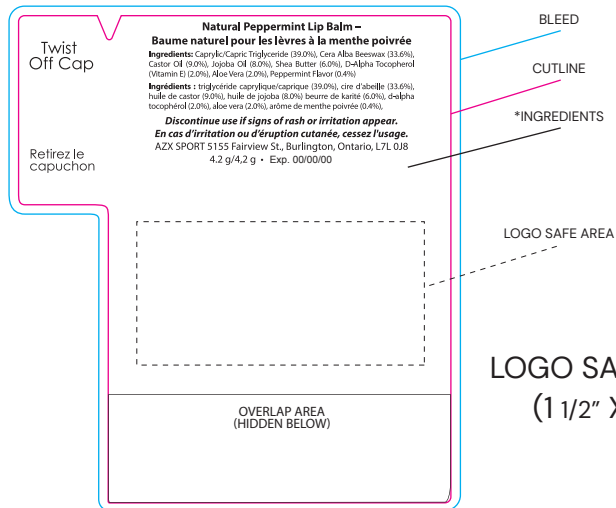 Natural Peppermint Lip Balm –
Baume naturel pour les lèvres à la menthe poivrée
Ingredients: Caprylic/Capric Triglyceride (39.0%), Cera Alba Beeswax (33.6%),
Castor Oil (9.0%), Jojoba Oil (8.0%), Shea Butter (6.0%), D-Alpha Tocopherol
(Vitamin E) (2.0%), Aloe Vera (2.0%), Peppermint Flavor (0.4%)
Ingrédients : triglycéride caprylique/caprique (39.0%), cire d'abeille (33.6%),
huile de castor (9.0%), huile de jojoba (8.0%) beurre de karité (6.0%), d-alpha
tocophérol (2.0%), aloe vera (2.0%), arôme de menthe poivrée (0.4%),
Discontinue use if signs of rash or irritation appear.
En cas d'irritation ou d'éruption cutanée, cessez l'usage.
AZX SPORT 5155 Fairview St., Burlington, Ontario, L7L 0J8
4.2 g/4,2 g • Exp. 00/00/00
Twist
Off Cap
Retirez le
capuchon
BLEED
CUTLINE
*INGREDIENTS
LOGO SAFE AREA
LOGO SA
(1 1/2" X
OVERLAP AREA
(HIDDEN BELOW)